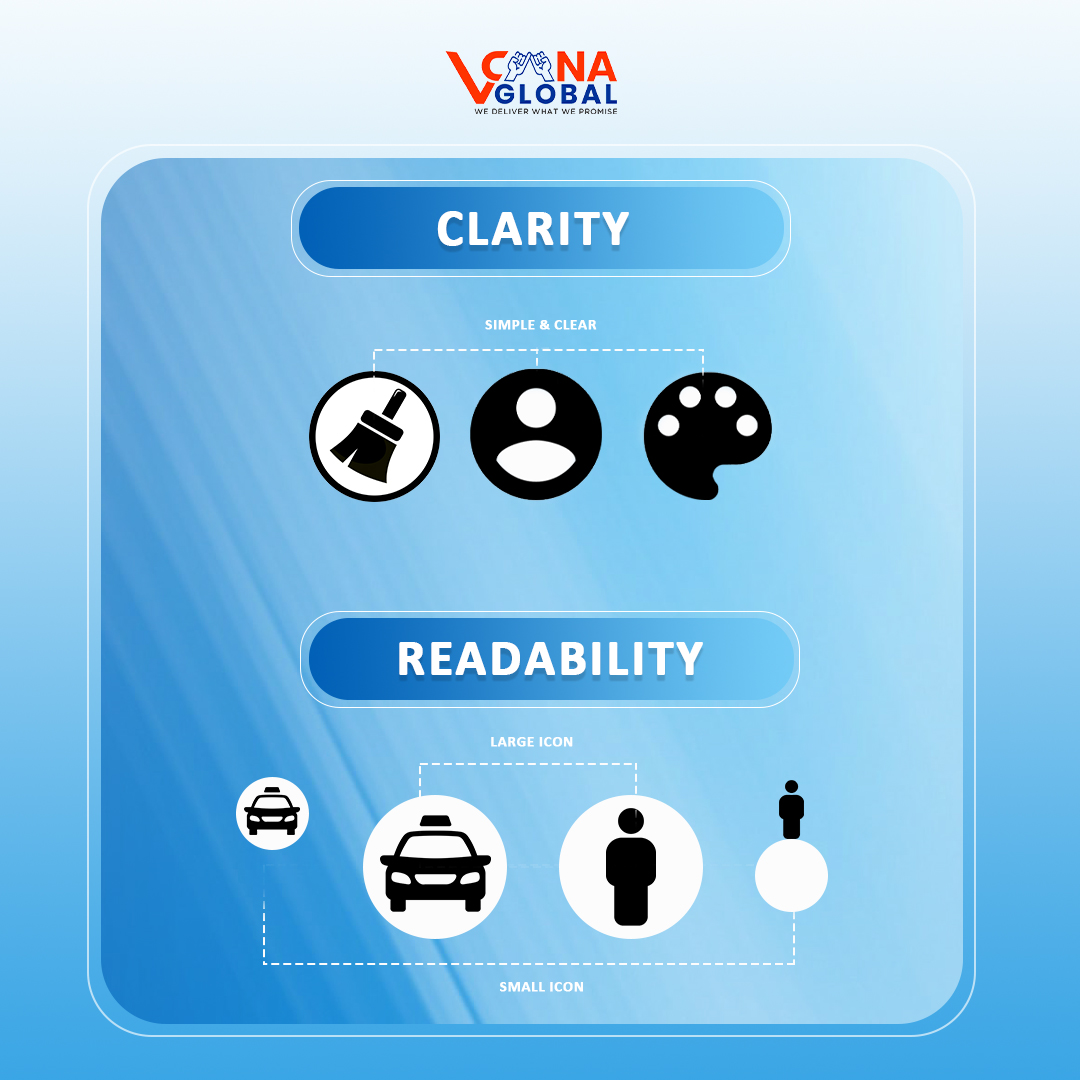 VCANA
GLOBAL
WE DELIVER WHAT WE PROMISE
CLARITY
SIMPLE & CLEAR
READABILITY
LARGE ICON
SMALL ICON